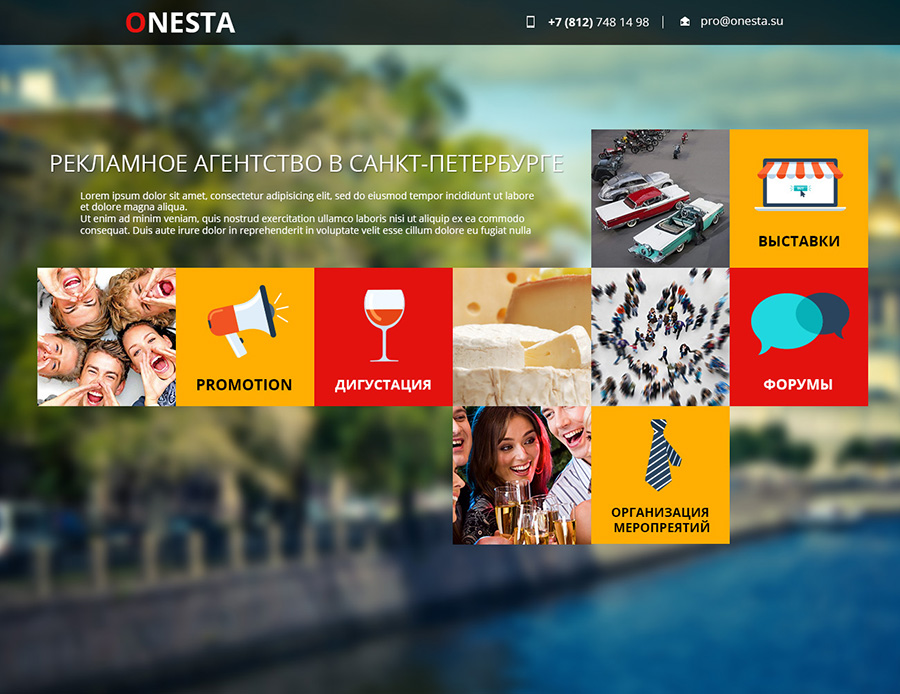 ONESTA
+7 (812) 748 14 98 | pro@onesta.su
РЕКЛАМНОЕ АГЕНТСТВО В САНКТ-ПЕТЕРБУРГЕ
Lorem ipsum dolor sit amet, consectetur adipisicing elit, sed do eiusmod tempor incididunt ut labore
et dolore magna aliqua.
Ut enim ad minim veniam, quis nostrud exercitation ullamco laboris nisi ut aliquip ex ea commodo
consequat. Duis aute irure dolor in reprehenderit in voluptate velit esse cillum dolore eu fugiat nulla
ВЫСТАВКИ
PROMOTION
ДИГУСТАЦИЯ
ФОРУМЫ
ОРГАНИЗАЦИЯ
МЕРОПРЕЯТИЙ